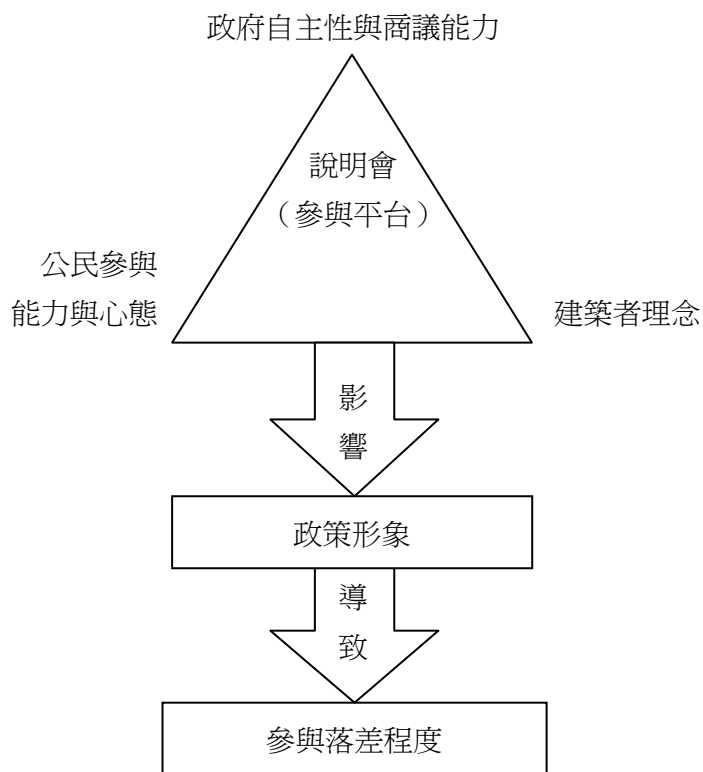 政府自主性與商議能力
說明會
（參與平台）
公民參與
能力與心態
建築者理念
影
響
政策形象
導
致
參與落差程度